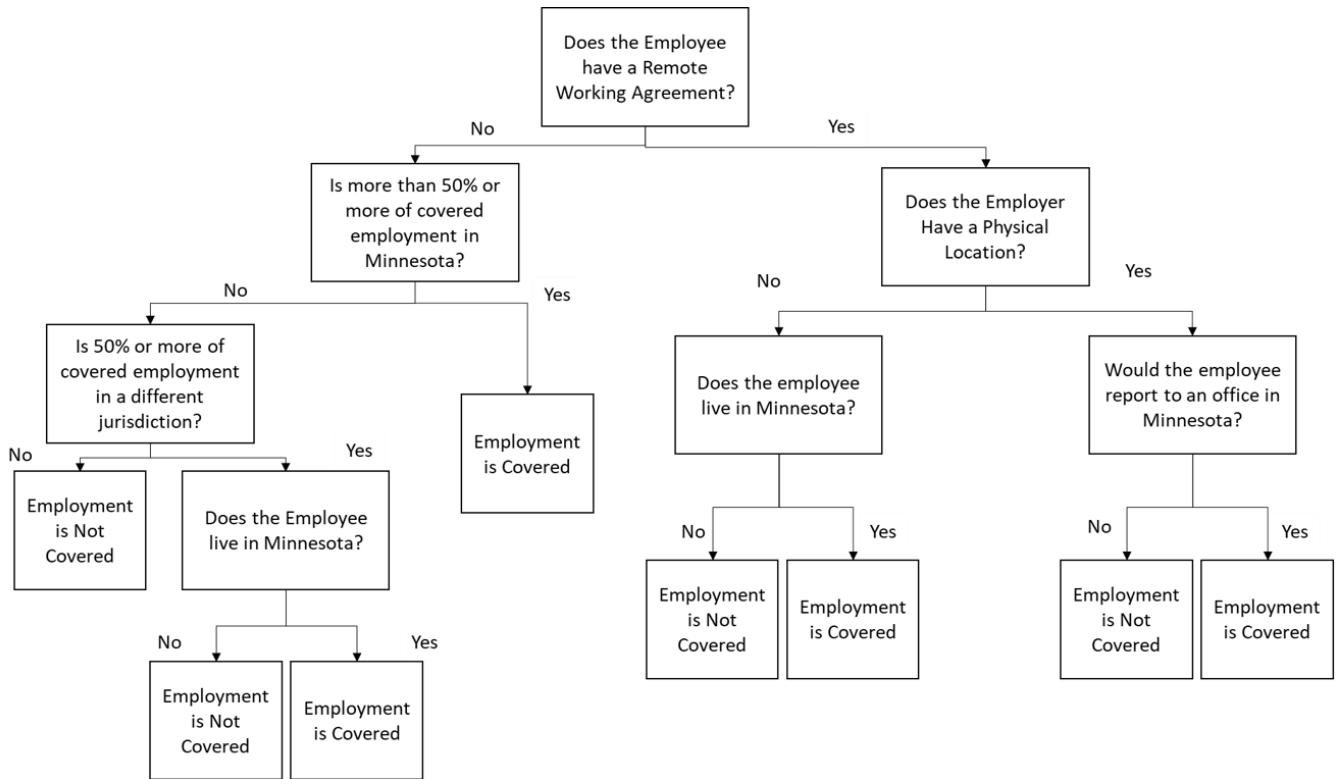 Does the Employee
have a Remote
Working Agreement?
No
Yes
Is more than 50% or
more of covered
employment in
Minnesota?
Does the Employer
Have a Physical
Location?
No
Yes
No
Yes
Is 50% or more of
covered employment
in a different
jurisdiction?
Employment
is Covered
Does the employee
live in Minnesota?
Would the employee
report to an office in
Minnesota?
No
Yes
Employment
is Not
Covered
Does the Employee
live in Minnesota?
No
Yes
No
Yes
Employment
is Not
Covered
Employment
is Covered
Employment
is Not
Covered
Employment
is Covered
No
Yes
Employment
is Not
Covered
Employment
is Covered